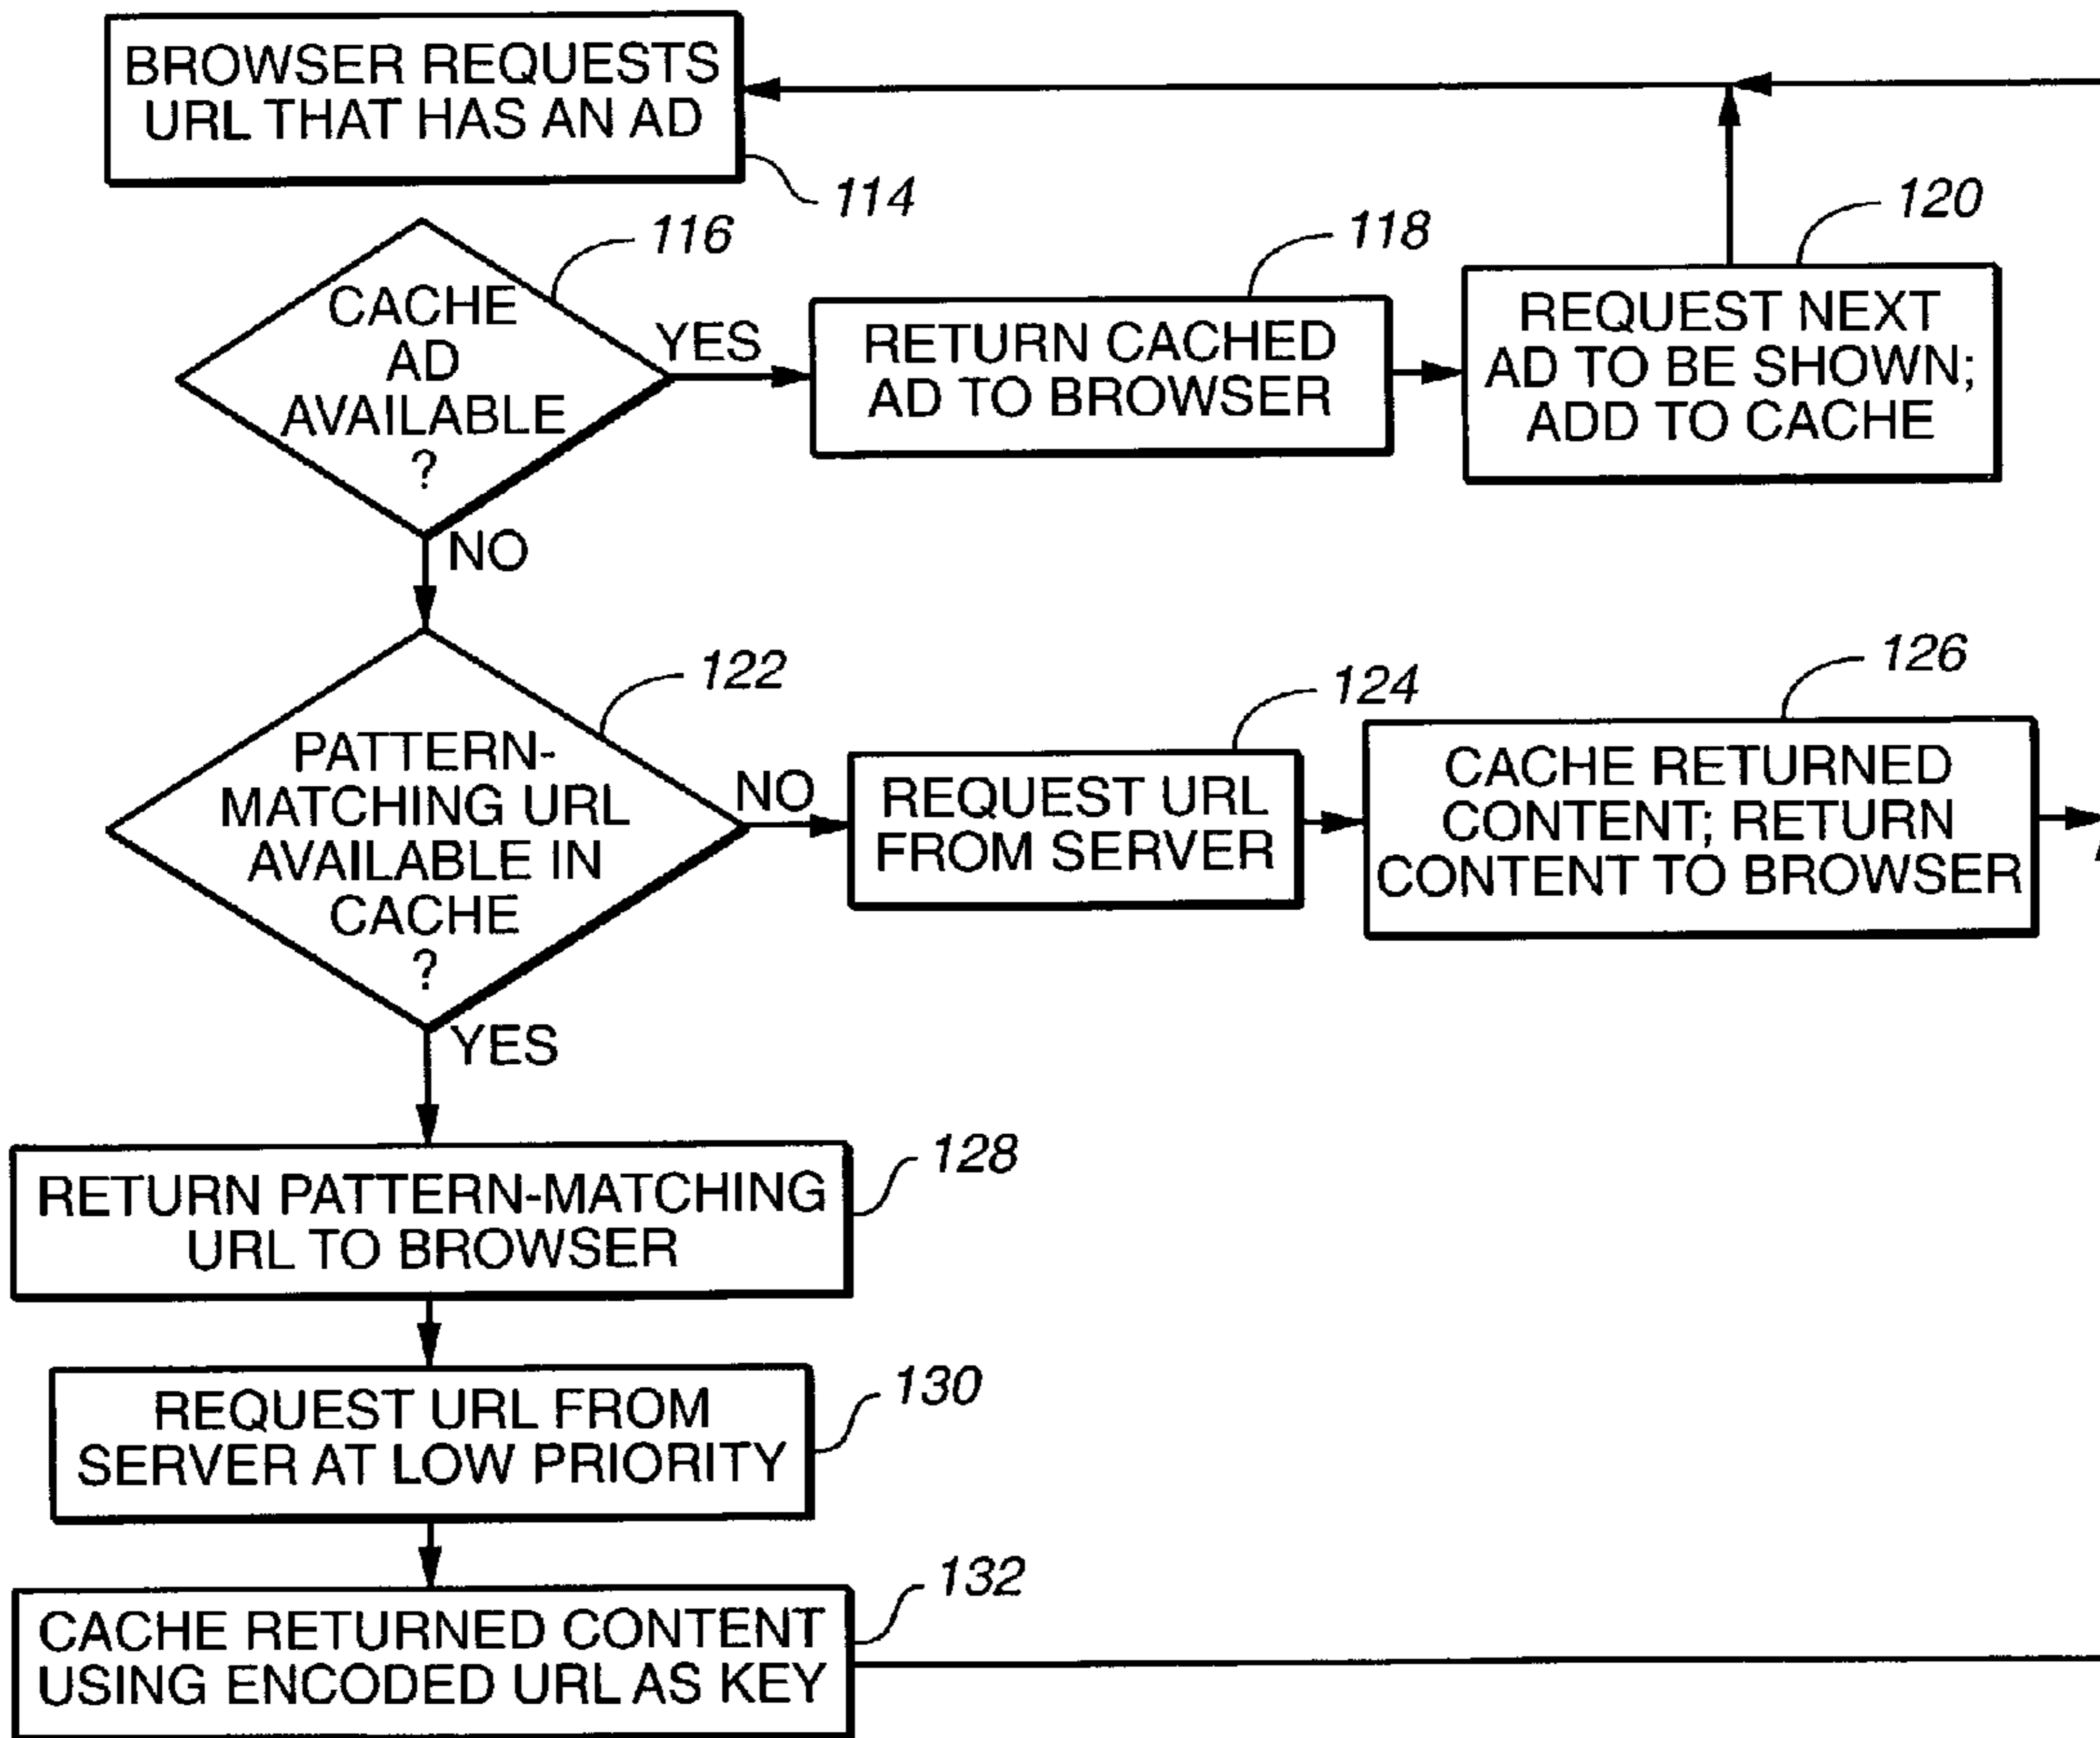 BROWSER REQUESTS
URL THAT HAS AN AD
114
116
CACHE
AD
AVAILABLE
?
YES
118
RETURN CACHED
AD TO BROWSER
120
REQUEST NEXT
AD TO BE SHOWN;
ADD TO CACHE
NO
122
PATTERN-
MATCHING URL
AVAILABLE IN
CACHE
?
NO
124
REQUEST URL
FROM SERVER
126
CACHE RETURNED
CONTENT; RETURN
CONTENT TO BROWSER
YES
128
RETURN PATTERN-MATCHING
URL TO BROWSER
130
REQUEST URL FROM
SERVER AT LOW PRIORITY
132
CACHE RETURNED CONTENT
USING ENCODED URL AS KEY